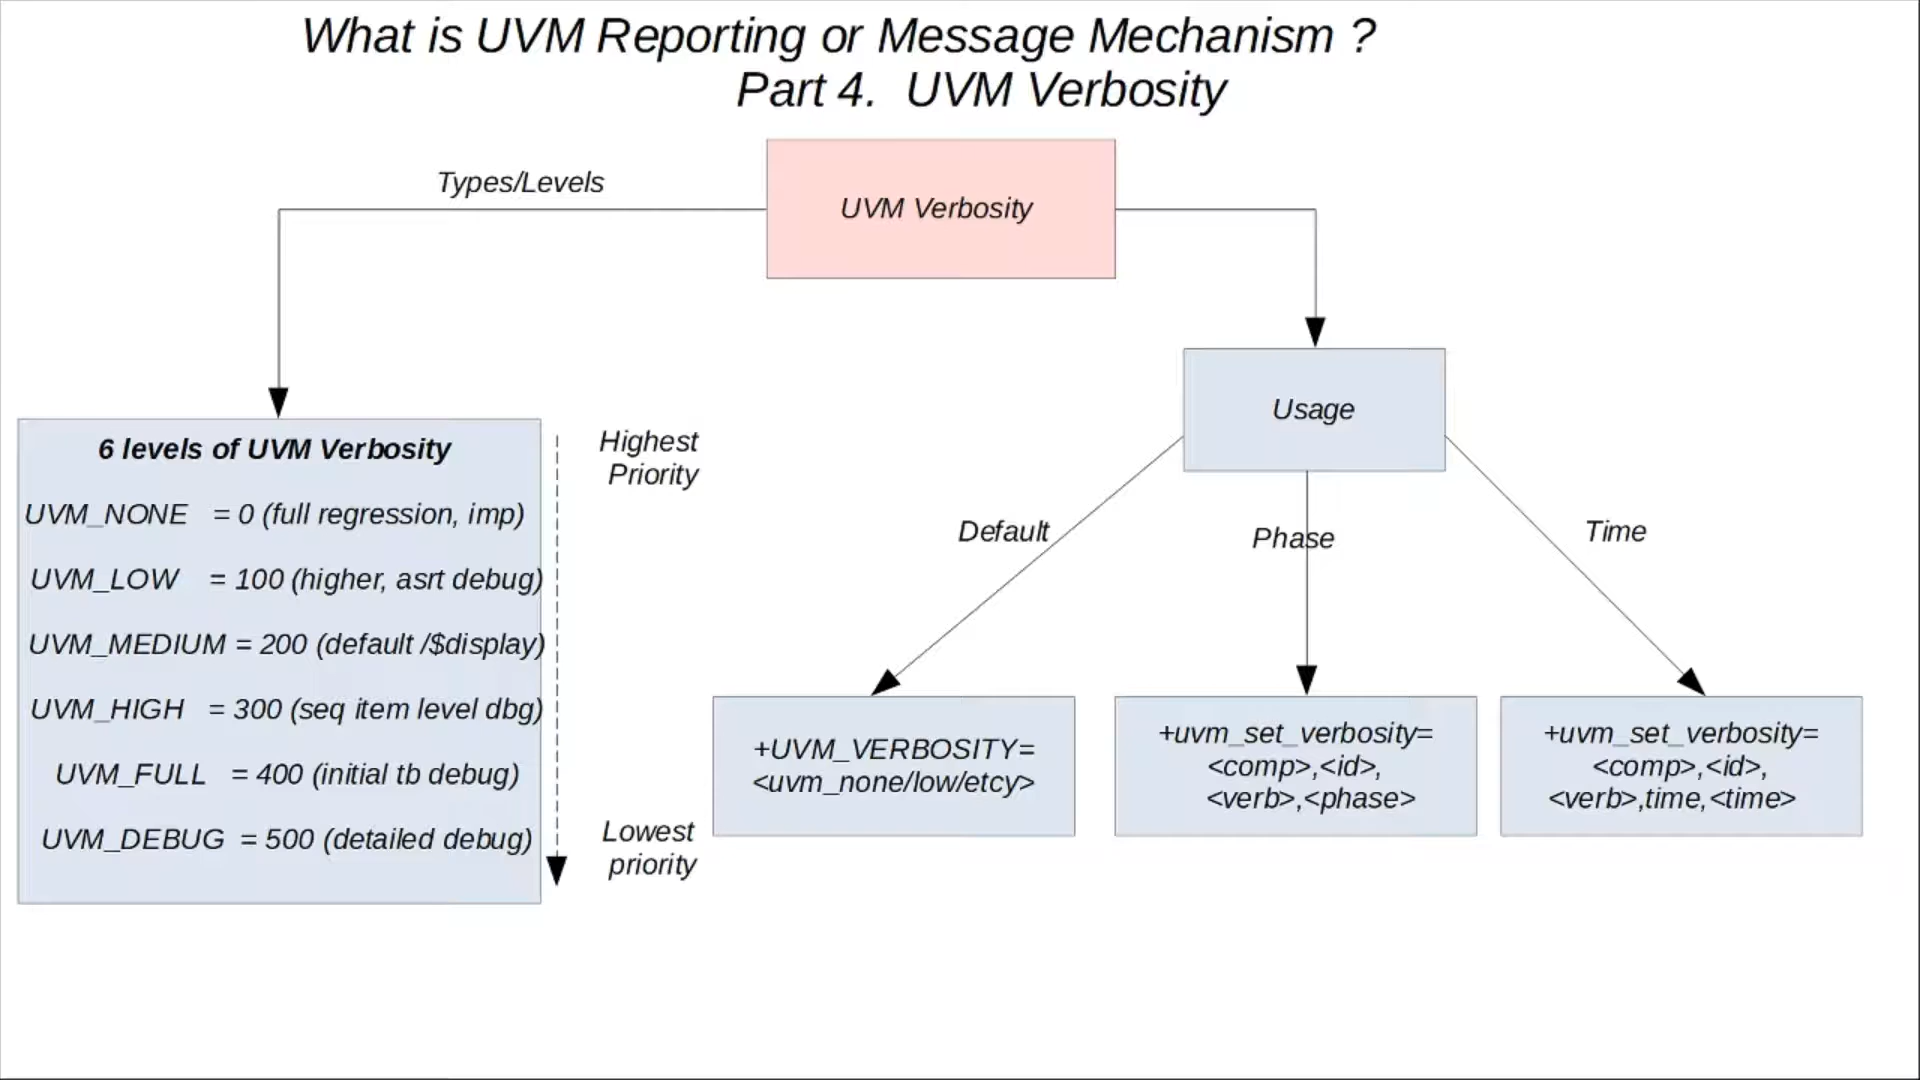 What is UVM Reporting or Message Mechanism ?
Part 4. UVM Verbosity
UVM Verbosity
Types/Levels
6 levels of UVM Verbosity
UVM_NONE = 0 (full regression, imp)
UVM_LOW = 100 (higher, asrt debug)
UVM_MEDIUM = 200 (default /$display)
UVM_HIGH = 300 (seq item level dbg)
UVM_FULL = 400 (initial tb debug)
UVM_DEBUG = 500 (detailed debug)
Highest
Priority
Lowest
priority
Usage
Default
Phase
Time
+UVM_VERBOSITY=
<uvm_none/low/etcy>
+uvm_set_verbosity=
<comp>,<id>,
<verb>,<phase>
+uvm_set_verbosity=
<comp>,<id>,
<verb>,time,<time>